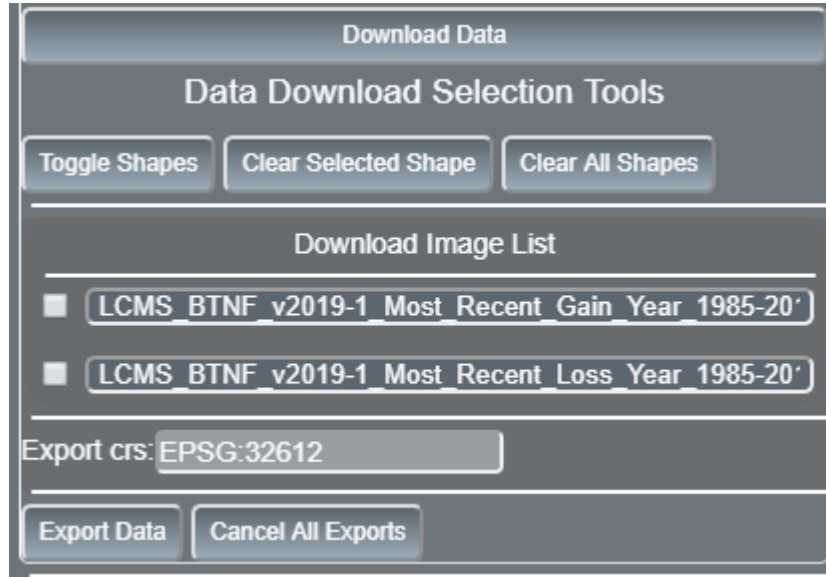 Download Data
Data Download Selection Tools
Toggle Shapes Clear Selected Shape Clear All Shapes
Download Image List
LCMS_BTNF_v2019-1_Most_Recent_Gain_Year_1985-20
LCMS_BTNF_v2019-1_Most_Recent_Loss_Year_1985-20
Export crs: EPSG:32612
Export Data Cancel All Exports